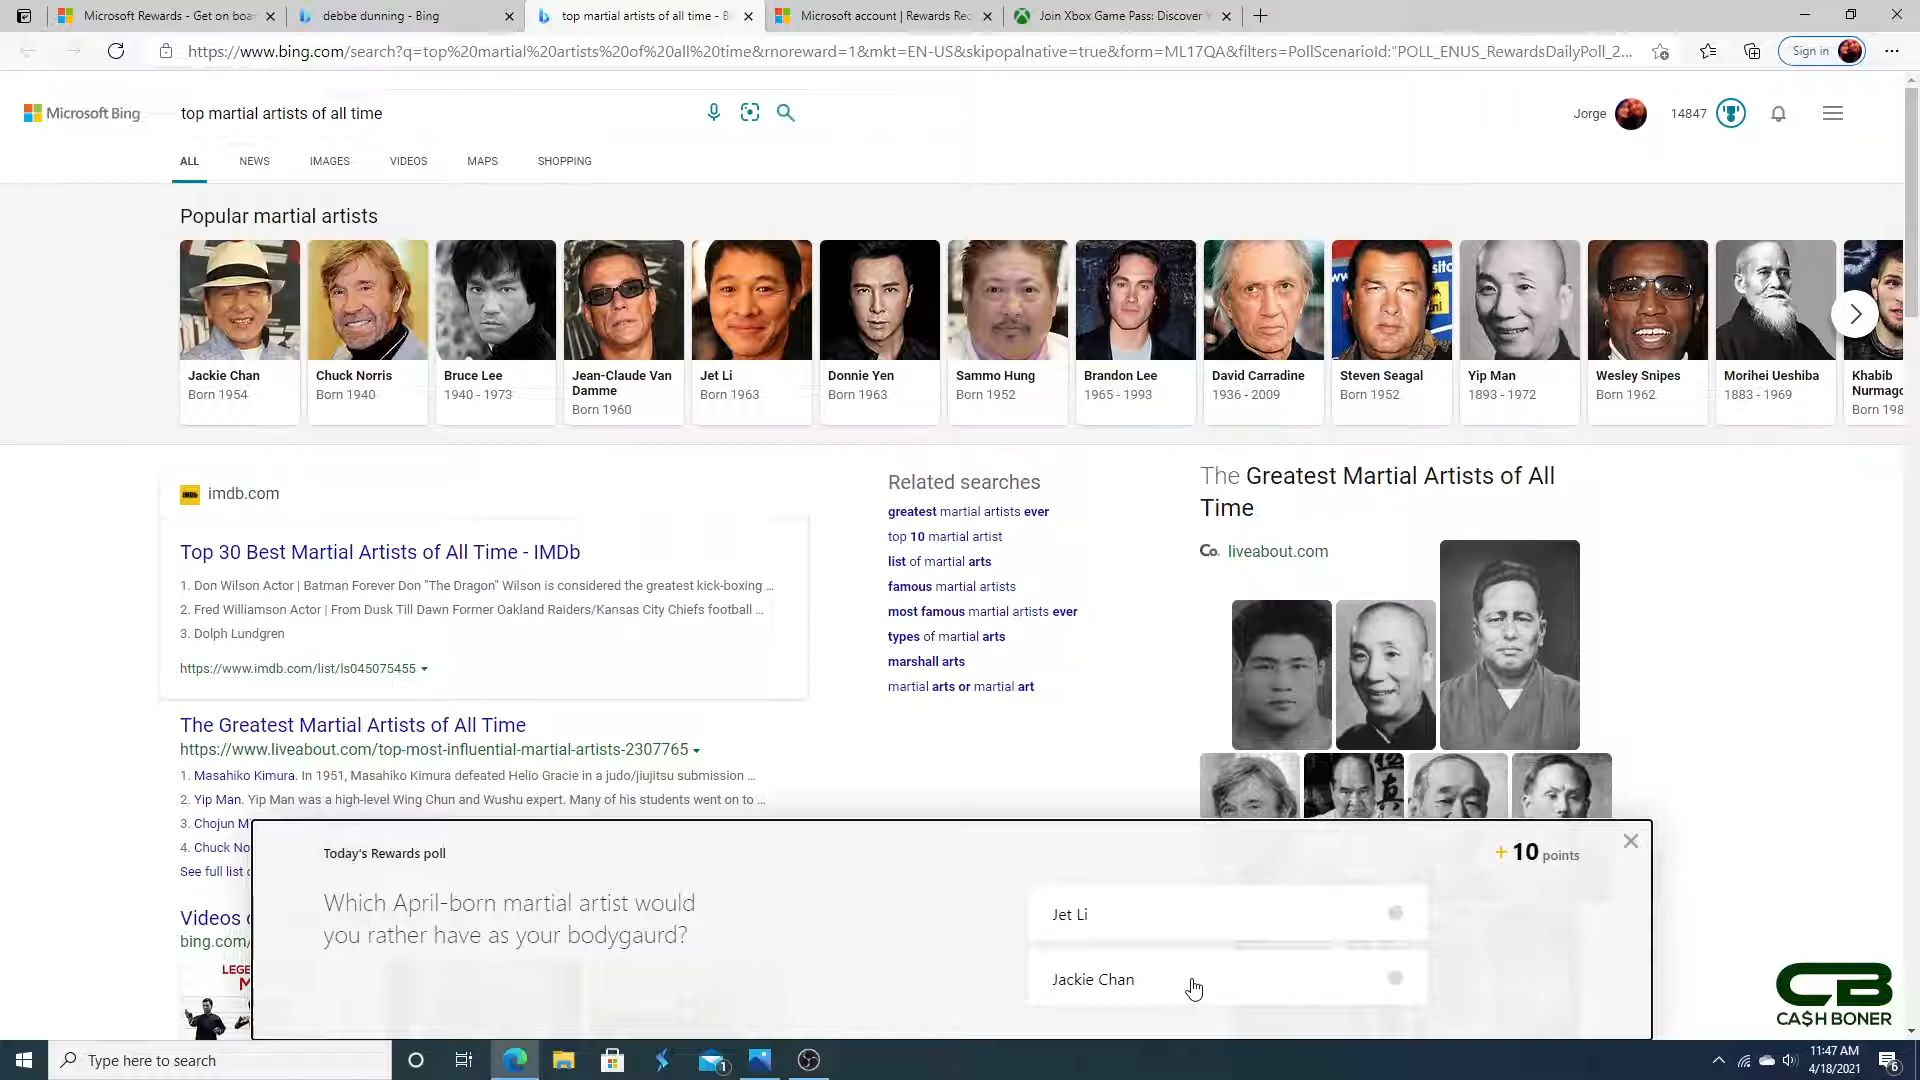 Microsoft Rewards - Get on boa
debbe dunning - Bing
top martial artists of all time - B
Microsoft account | Rewards Red
Join Xbox Game Pass: Discover Y
https://www.bing.com/search?q=top%20martial%20artists%20of%20all%20time&rnoreward=1&mkt=EN-US&skipopalnative=true&form=ML17QA&filters=PollScenarioId:"POLL_ENUS_RewardsDailyPoll_2...
Sign in
Microsoft Bing
top martial artists of all time
Jorge
14847
ALL
NEWS
IMAGES
VIDEOS
MAPS
SHOPPING
Popular martial artists
Jackie Chan
Born 1954
Chuck Norris
Born 1940
Bruce Lee
1940 - 1973
Jean-Claude Van
Damme
Born 1960
Jet Li
Born 1963
Donnie Yen
Born 1963
Sammo Hung
Born 1952
Brandon Lee
1965 - 1993
David Carradine
1936 - 2009
Steven Seagal
Born 1952
Yip Man
1893 - 1972
Wesley Snipes
Born 1962
Morihei Ueshiba
1883 - 1969
Khabib
Nurmago
Born 198
imdb.com
Top 30 Best Martial Artists of All Time - IMDb
1. Don Wilson Actor | Batman Forever Don "The Dragon" Wilson is considered the greatest kick-boxing ...
2. Fred Williamson Actor | From Dusk Till Dawn Former Oakland Raiders/Kansas City Chiefs football ...
3. Dolph Lundgren
https://www.imdb.com/list/ls045075455
The Greatest Martial Artists of All Time
https://www.liveabout.com/top-most-influential-martial-artists-2307765
1. Masahiko Kimura. In 1951, Masahiko Kimura defeated Helio Gracie in a judo/jiujitsu submission ...
2. Yip Man. Yip Man was a high-level Wing Chun and Wushu expert. Many of his students went on to ...
3. Chojun M
4. Chuck No
See full list
Videos
bing.com/
LEGE
M
Related searches
greatest martial artists ever
top 10 martial artist
list of martial arts
famous martial artists
most famous martial artists ever
types of martial arts
marshall arts
martial arts or martial art
The Greatest Martial Artists of All
Time
Co. liveabout.com
Today's Rewards poll
+ 10 points
Which April-born martial artist would
you rather have as your bodygaurd?
Jet Li
Jackie Chan
CB
CA$H BONER
Type here to search
1
11:47 AM
4/18/2021
6